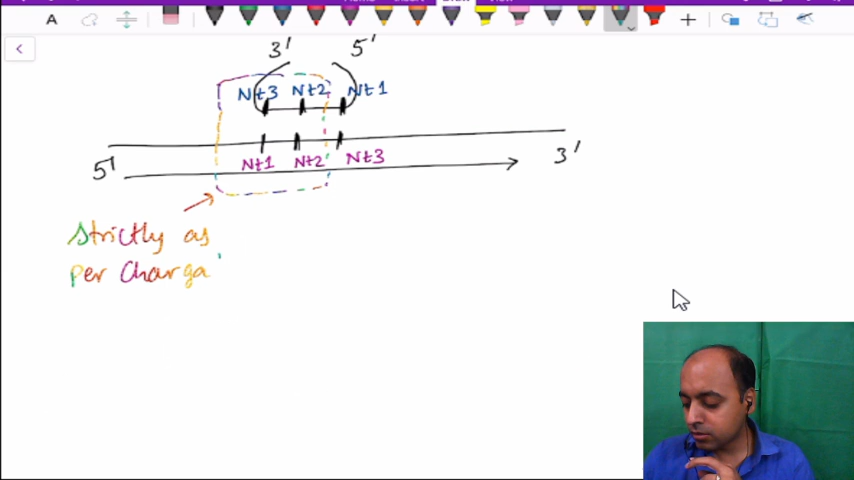 3' 5'
Nt3 Nt2 Nt1
5' 3'
Nt1 Nt2 Nt3
Strictly as
per Charga